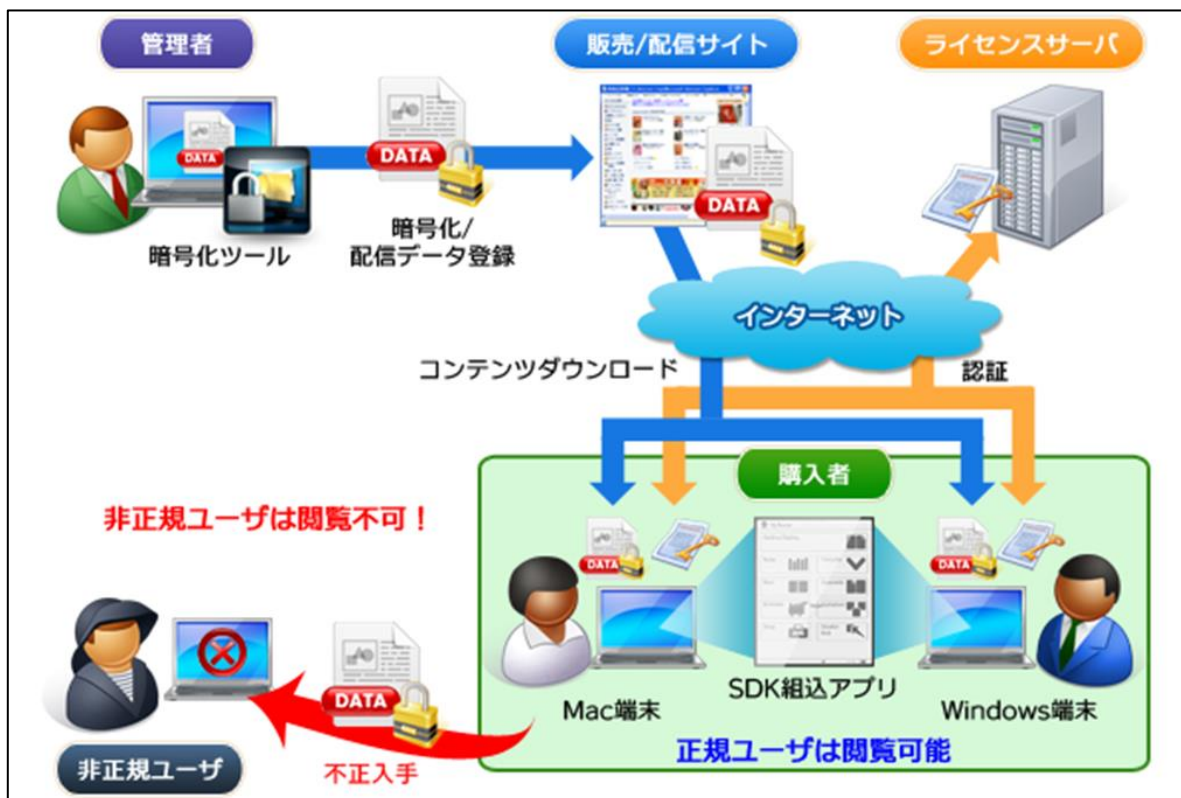 管理者
販売/配信サイト
ライセンスサーバ
DATA
DATA
DATA
暗号化ツール
暗号化/
配信データ登録
インターネット
コンテンツダウンロード
認証
購入者
非正規ユーザは閲覧不可！
DATA
DATA
DATA
SDK組込アプリ
Mac端末
Windows端末
正規ユーザは閲覧可能
非正規ユーザ
不正入手